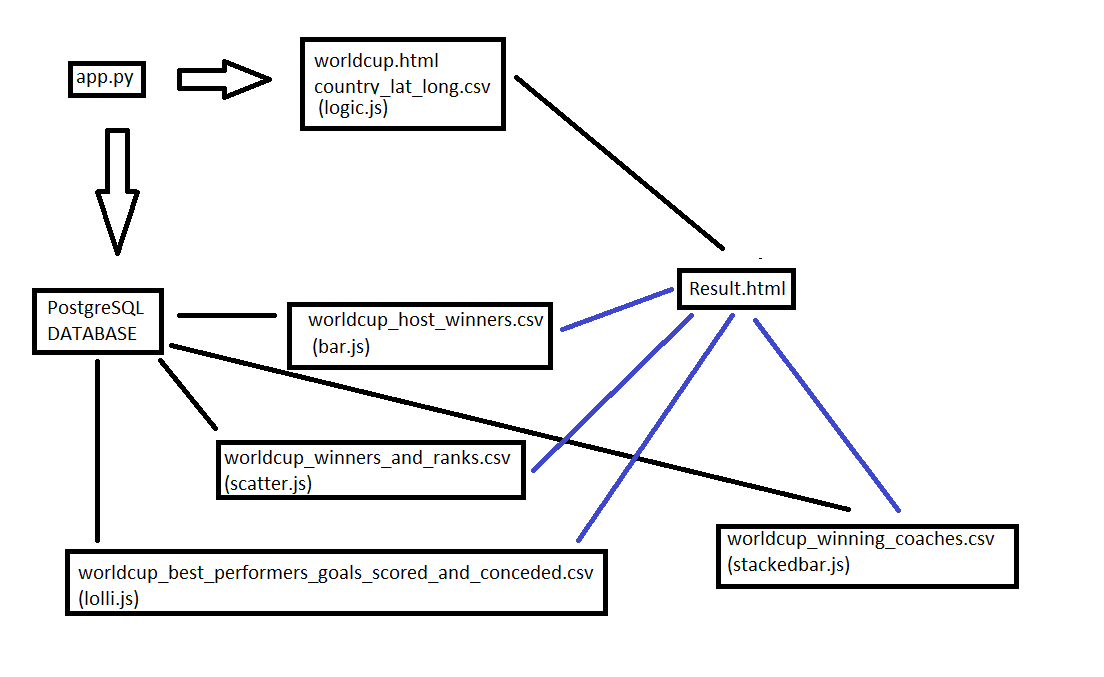 app.py
worldcup.html
country_lat_long.csv
(logic.js)
PostgreSQL
DATABASE
Result.html
worldcup_host_winners.csv
(bar.js)
worldcup_winners_and_ranks.csv
(scatter.js)
worldcup_winning_coaches.csv
(stackedbar.js)
worldcup_best_performers_goals_scored_and_conceded.csv
(lolli.js)